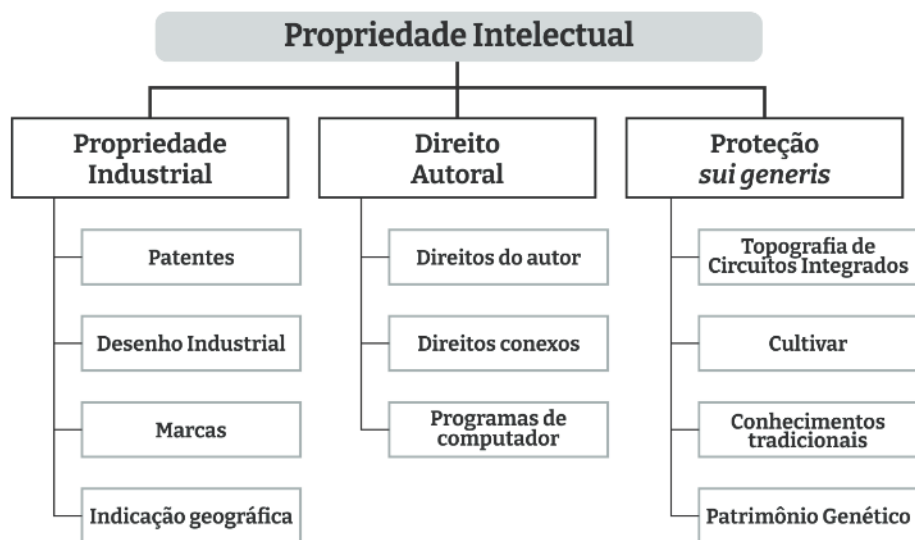 Propriedade Intelectual
Propriedade
Industrial
Patentes
Desenho Industrial
Marcas
Indicação geográfica
Direito
Autoral
Direitos do autor
Direitos conexos
Programas de
computador
Proteção
sui generis
Topografia de
Circuitos Integrados
Cultivar
Conhecimentos
tradicionais
Patrimônio Genético